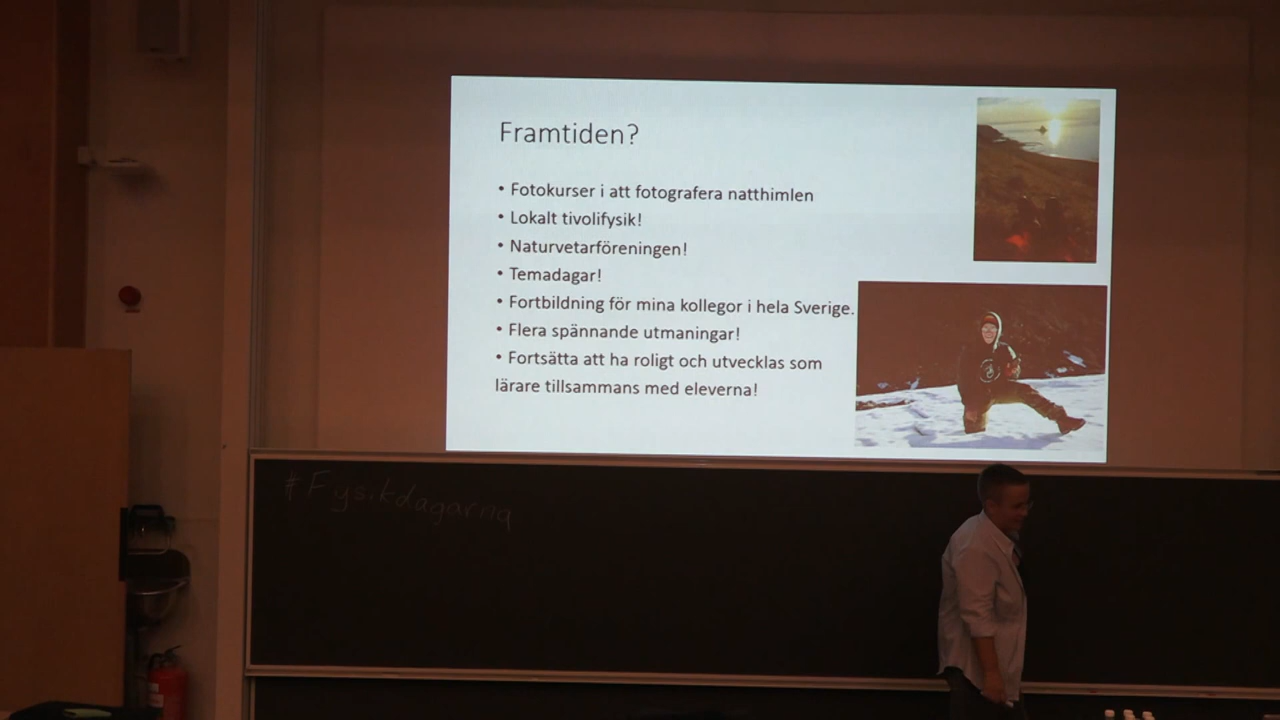 Framtiden?
• Fotokurser i att fotografera natthimlen
• Lokalt tivolifysik!
• Naturvetarföreningen!
• Temadagar!
• Fortbildning för mina kollegor i hela Sverige.
• Flera spännande utmaningar!
• Fortsätta att ha roligt och utvecklas som
lärare tillsammans med eleverna!
#Fysikdagarna